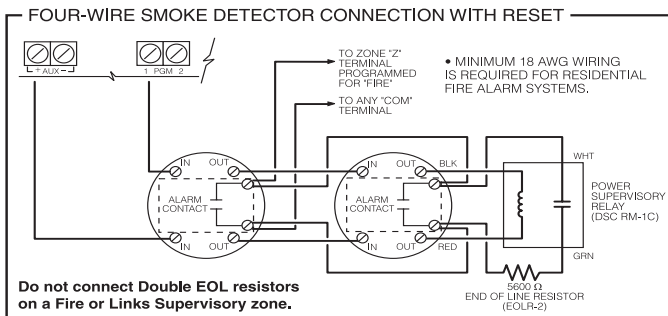 FOUR-WIRE SMOKE DETECTOR CONNECTION WITH RESET
+ AUX -
1 PGM 2
TO ZONE "Z"
TERMINAL
PROGRAMMED
FOR "FIRE"
TO ANY "COM"
TERMINAL
• MINIMUM 18 AWG WIRING
IS REQUIRED FOR RESIDENTIAL
FIRE ALARM SYSTEMS.
IN
OUT
ALARM
CONTACT
IN
OUT
IN
OUT
BLK
ALARM
CONTACT
IN
OUT
RED
WHT
POWER
SUPERVISORY
RELAY
(DSC RM-1C)
GRN
5600 Ω
END OF LINE RESISTOR
(EOLR-2)
Do not connect Double EOL resistors
on a Fire or Links Supervisory zone.